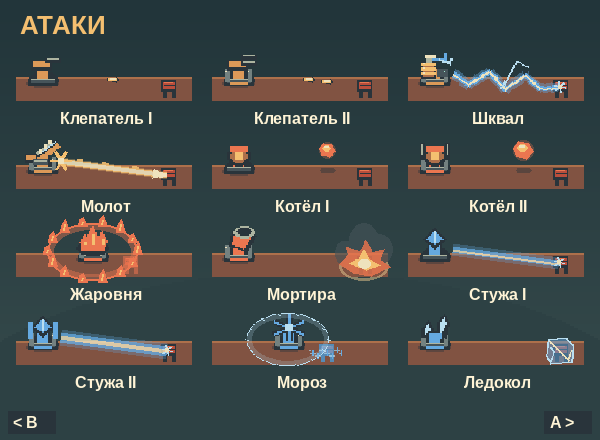 АТАКИ
Клепатель I
Клепатель II
Шквал
Молот
Котёл I
Котёл II
Жаровня
Мортира
Стужа I
Стужа II
Мороз
Ледокол
< B
A >